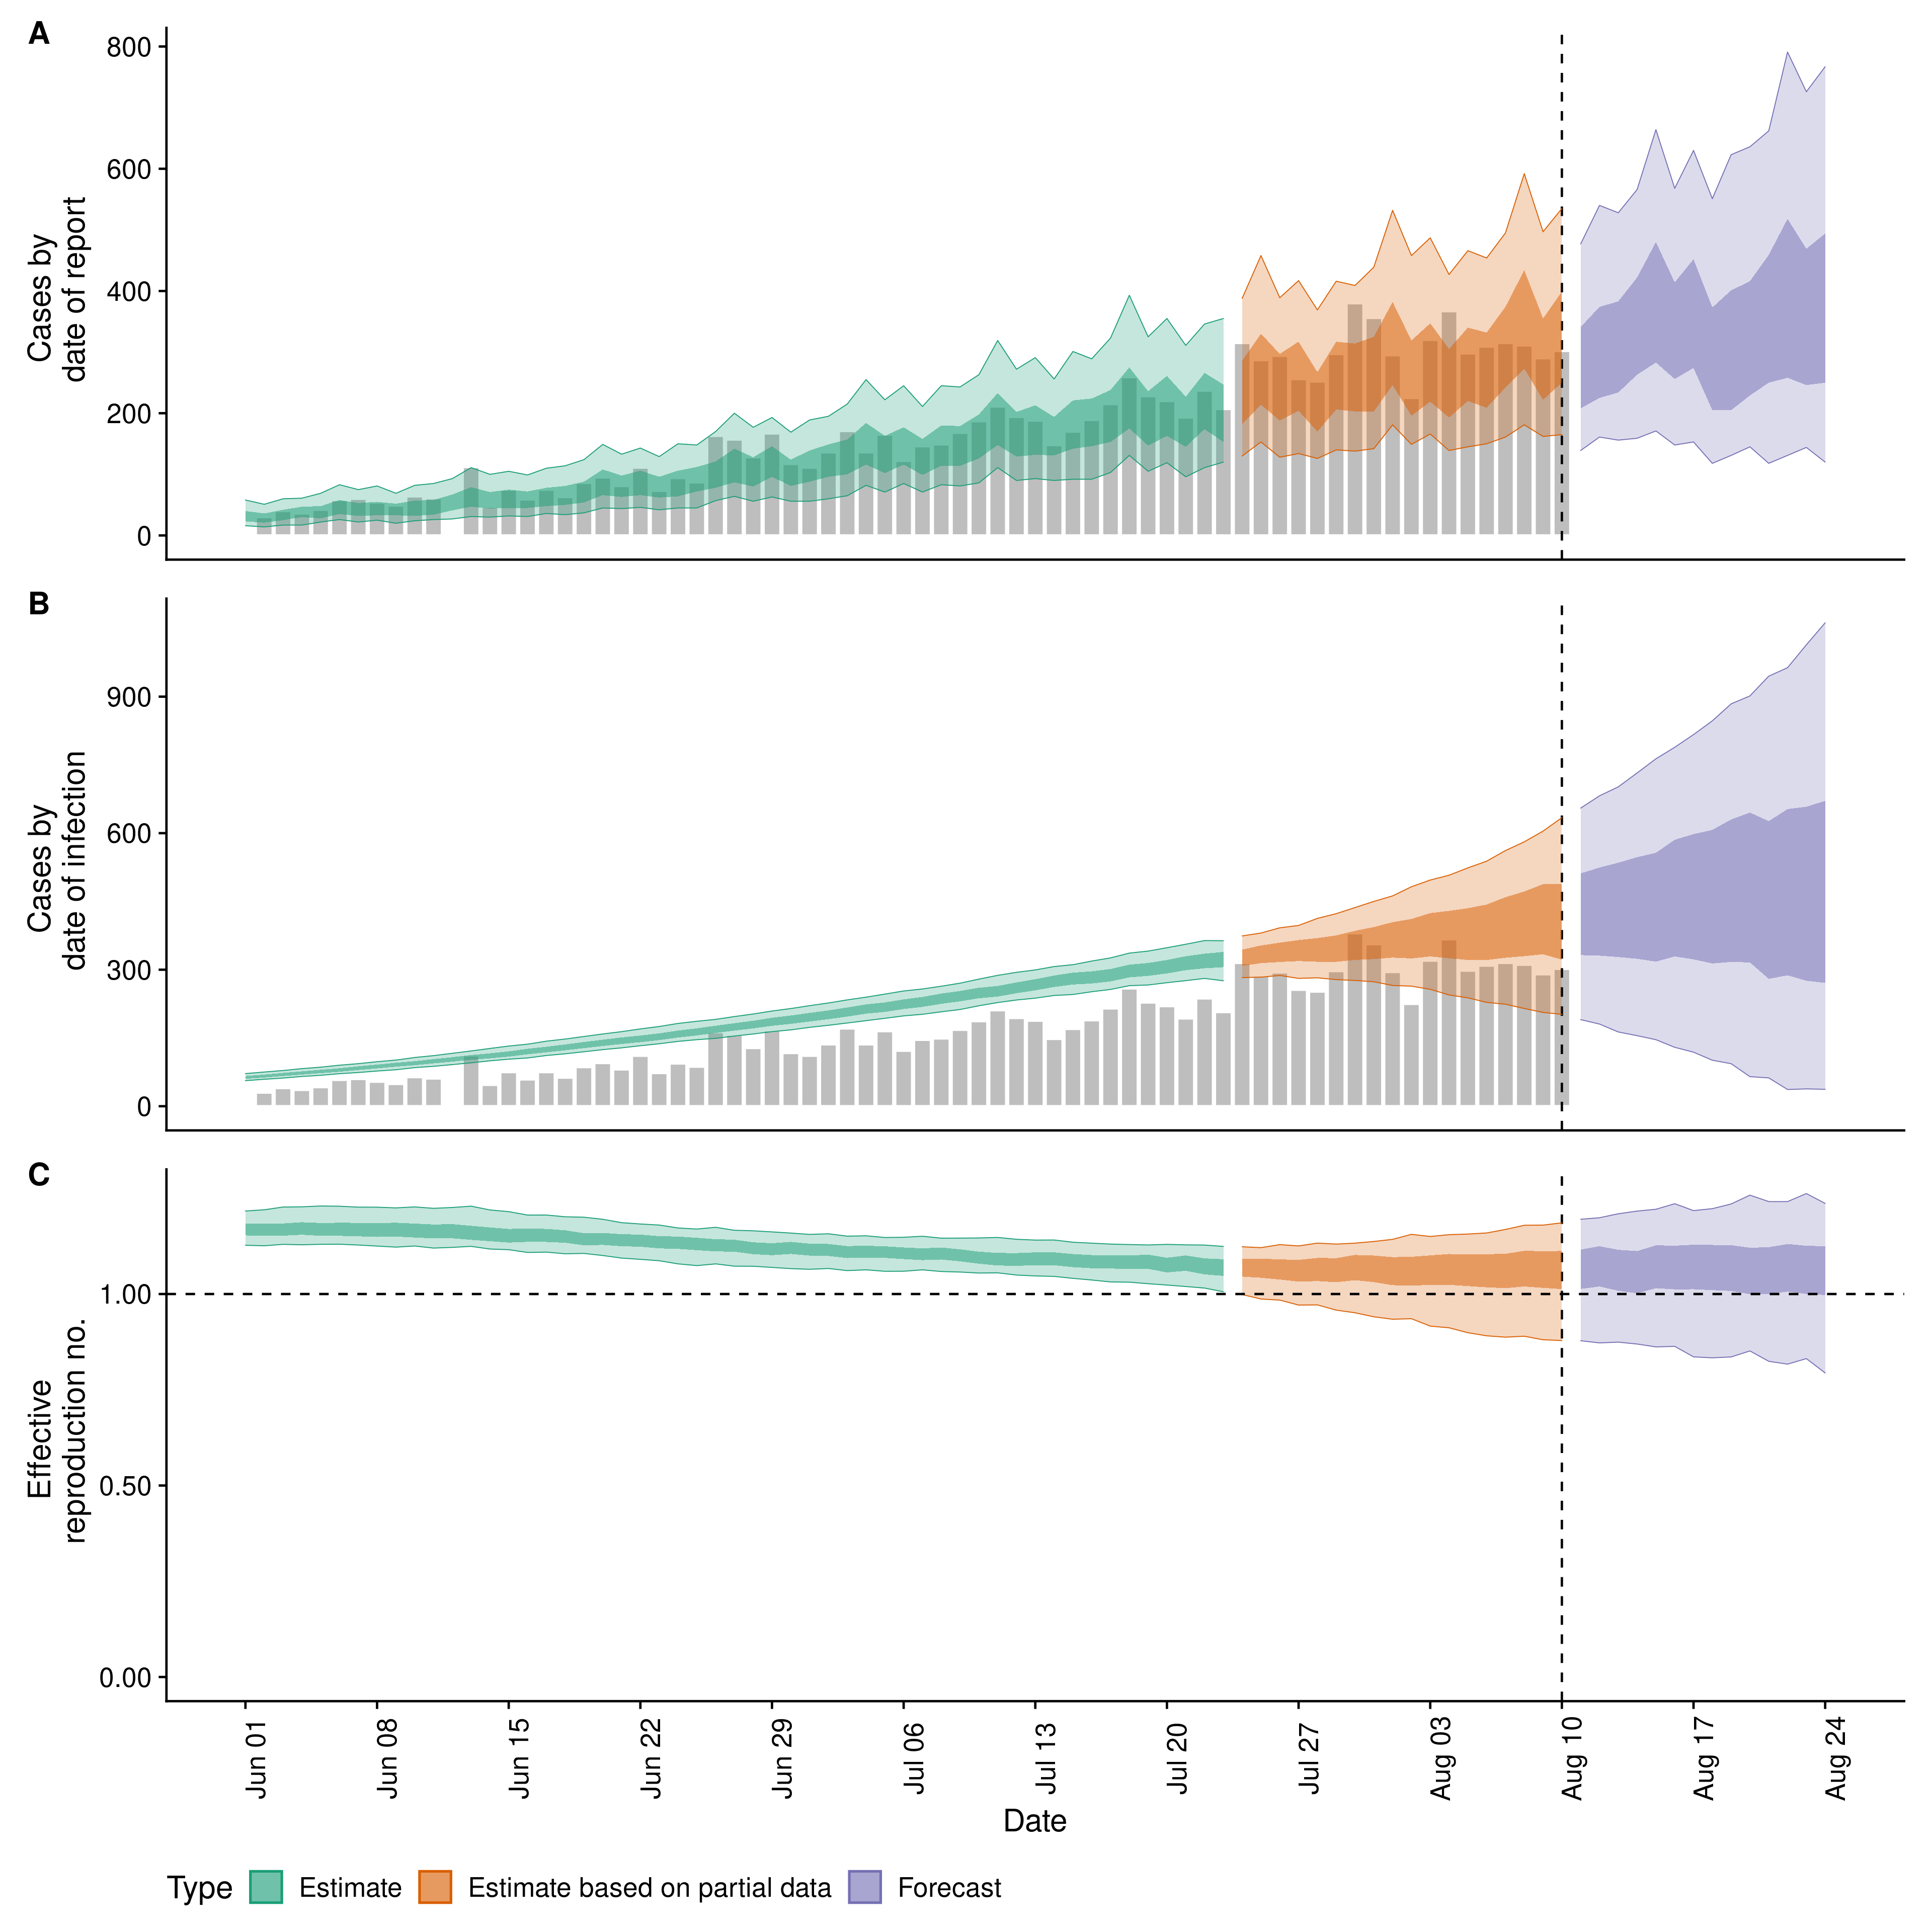 A
800
600
400
200
0
Cases by
date of report
B
900
600
300
0
Cases by
date of infection
C
1.00
0.50
0.00
Effective
reproduction no.
Jun 01
Jun 08
Jun 15
Jun 22
Jun 29
Jul 06
Jul 13
Jul 20
Jul 27
Aug 03
Aug 10
Aug 17
Aug 24
Date
Type Estimate Estimate based on partial data Forecast